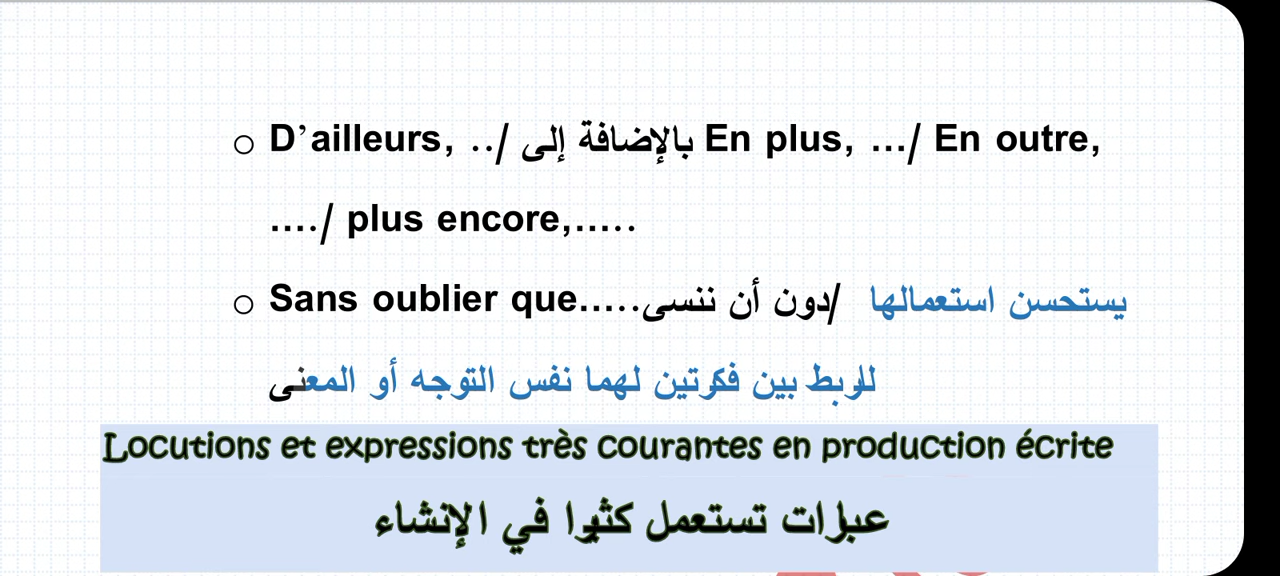 ○ D’ailleurs, ../ بالإضافة إلى En plus, …/ En outre,
…./ plus encore,…..
○ Sans oublier que…..دون أن ننسى/ يستحسن استعمالها
للربط بين فكرتين لهما نفس التوجه أو المعنى
Locutions et expressions très courantes en production écrite
عبارات تستعمل كثيرا في الإنشاء